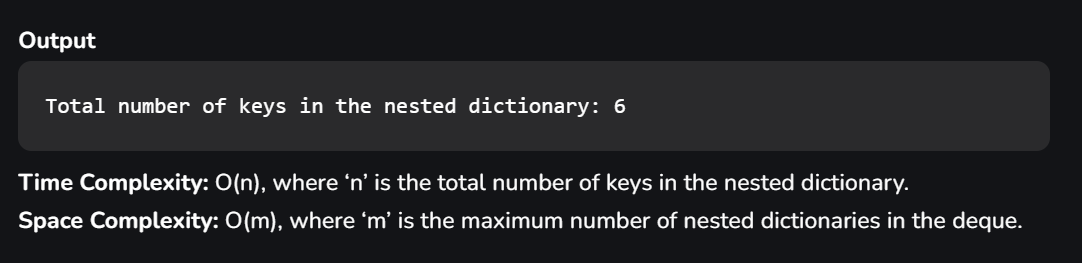 Output
Total number of keys in the nested dictionary: 6
Time Complexity: O(n), where ‘n’ is the total number of keys in the nested dictionary.
Space Complexity: O(m), where ‘m’ is the maximum number of nested dictionaries in the deque.